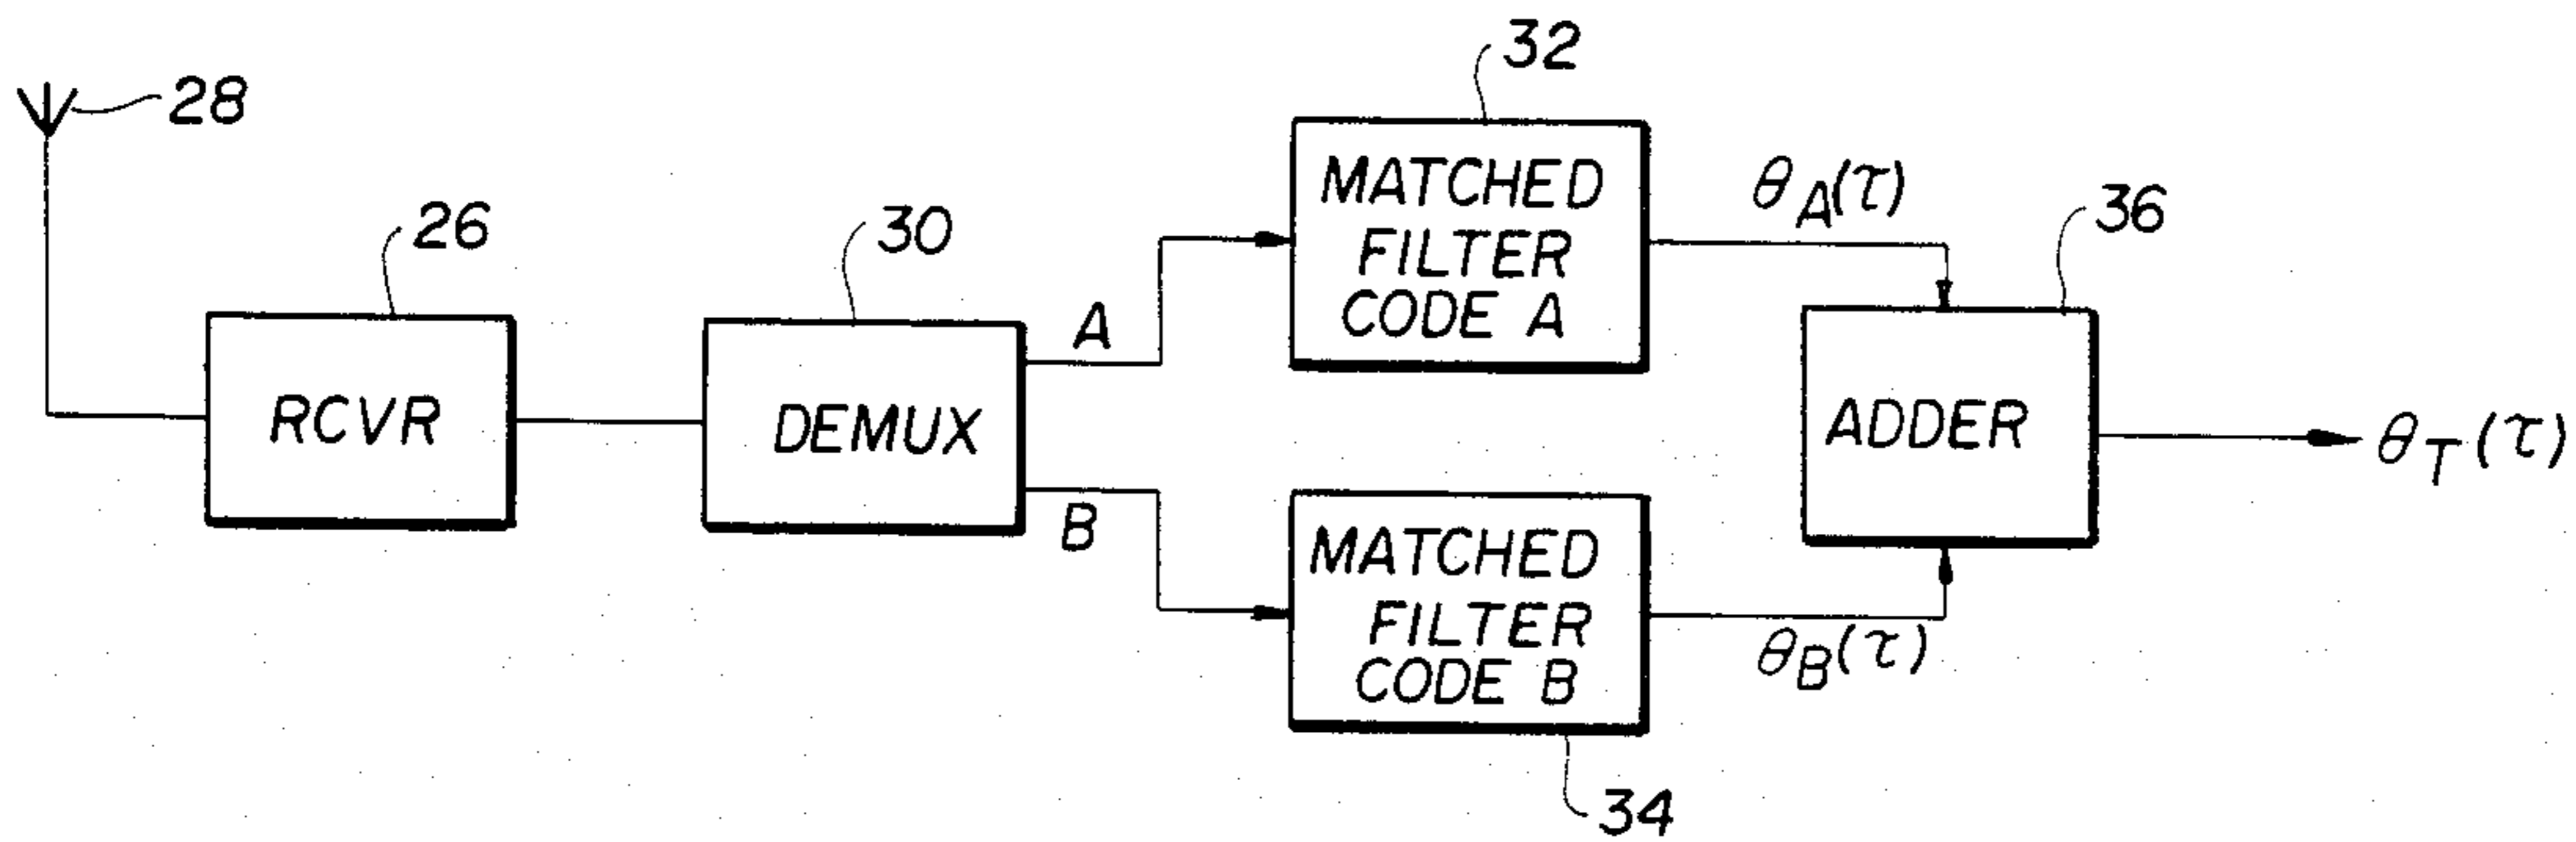 28
26
RCVR
30
DEMUX
A
B
32
MATCHED
FILTER
CODE A
θA(τ)
34
MATCHED
FILTER
CODE B
θB(τ)
36
ADDER
θT(τ)